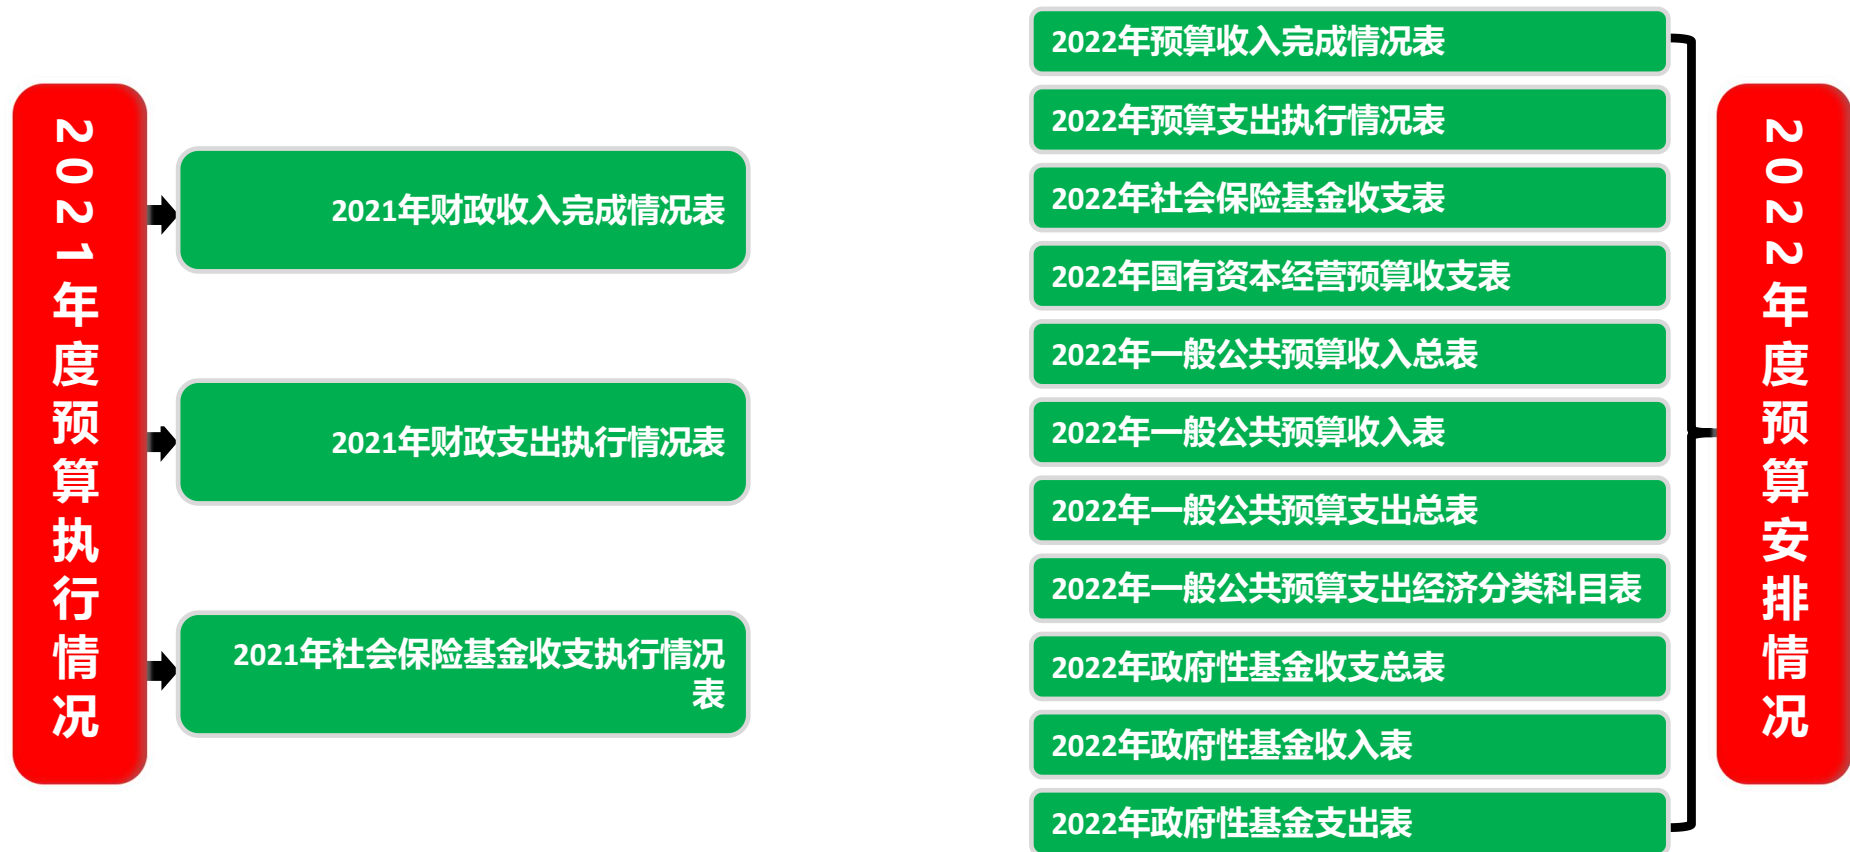 2021年度预算执行情况
2021年财政收入完成情况表
2021年财政支出执行情况表
2021年社会保险基金收支执行情况
表
2022年预算收入完成情况表
2022年预算支出执行情况表
2022年社会保险基金收支表
2022年国有资本经营预算收支表
2022年一般公共预算收入总表
2022年一般公共预算收入表
2022年一般公共预算支出总表
2022年一般公共预算支出经济分类科目表
2022年政府性基金收支总表
2022年政府性基金收入表
2022年政府性基金支出表
2022年度预算安排情况